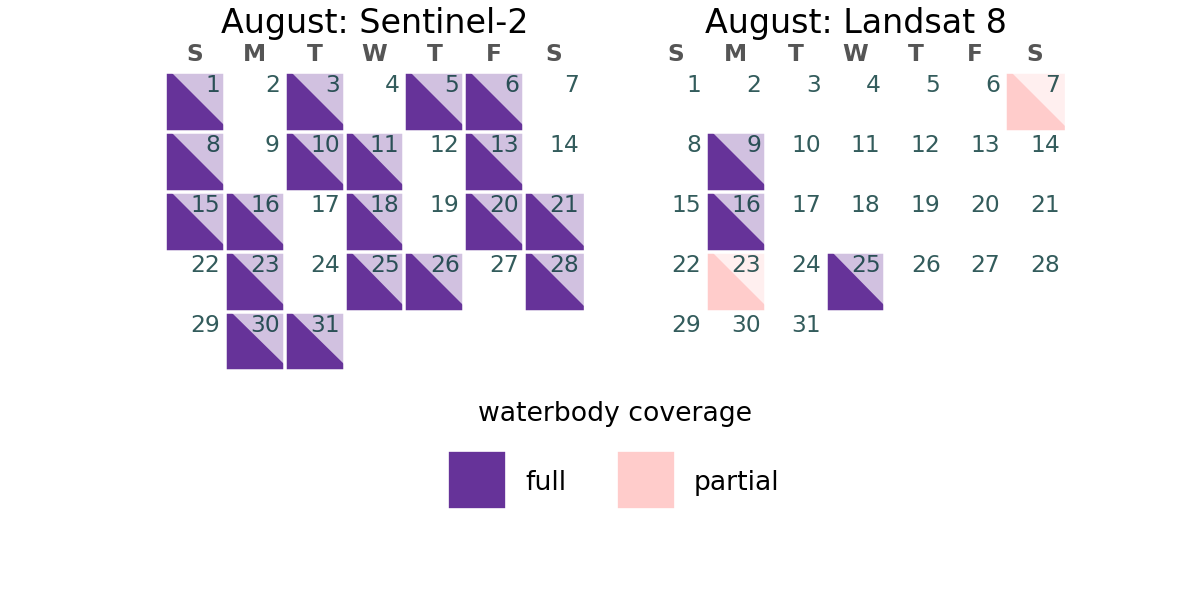 August: Sentinel-2
S M T W T F S
1 2 3 4 5 6 7
8 9 10 11 12 13 14
15 16 17 18 19 20 21
22 23 24 25 26 27 28
29 30 31
August: Landsat 8
S M T W T F S
1 2 3 4 5 6 7
8 9 10 11 12 13 14
15 16 17 18 19 20 21
22 23 24 25 26 27 28
29 30 31
waterbody coverage
full partial